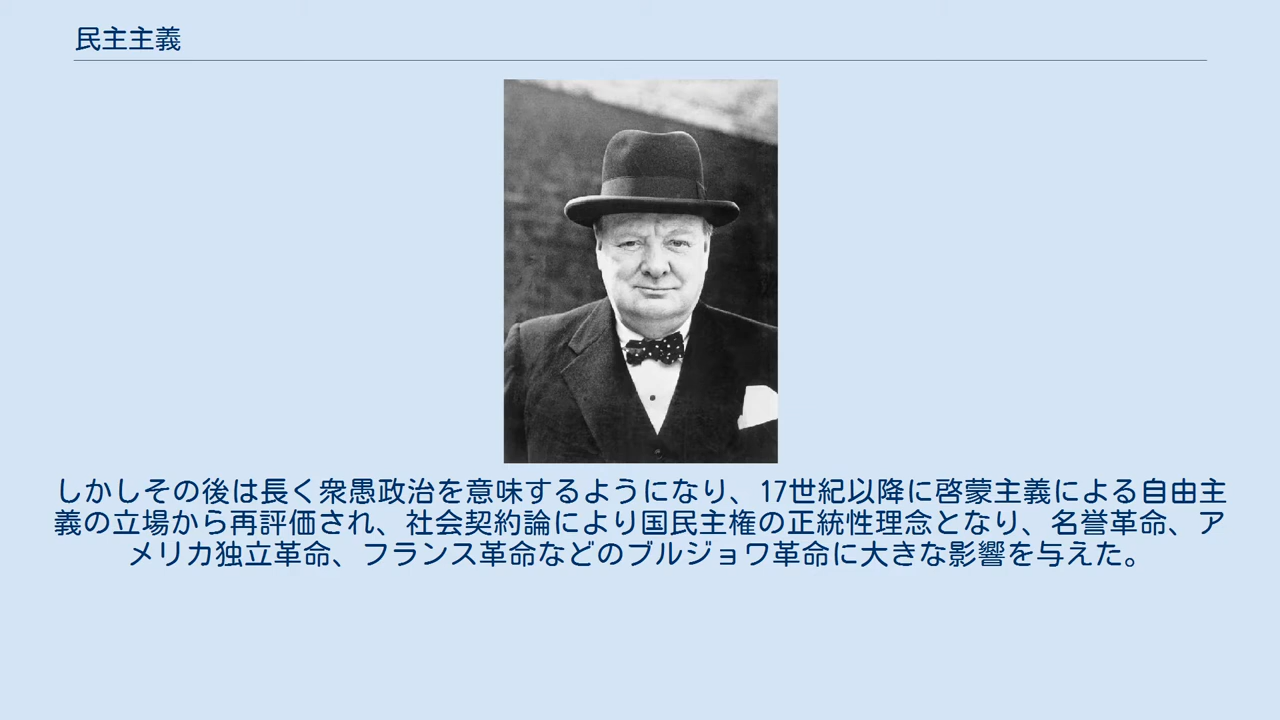 民主主義
しかしその後は長く衆愚政治を意味するようになり、17世紀以降に啓蒙主義による自由主
義の立場から再評価され、社会契約論により国民主権の正統性理念となり、名誉革命、ア
メリカ独立革命、フランス革命などのブルジョワ革命に大きな影響を与えた。